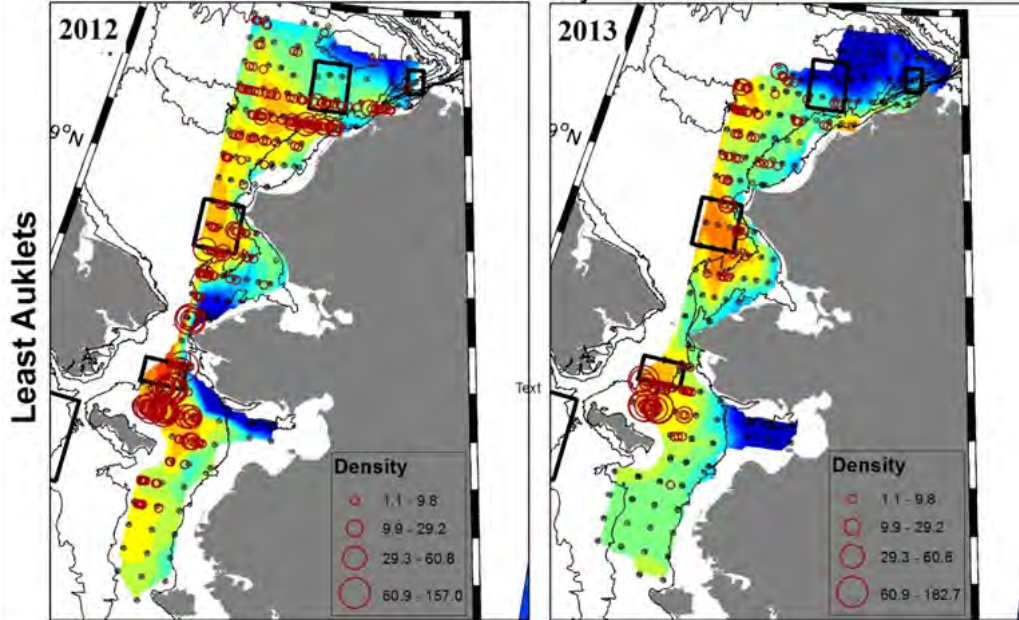 2012
2013
9°N
9°N
Least Auklets
Text
Density
1.1 - 9.8
9.9 - 29.2
29.3 - 60.8
60.9 - 157.0
Density
1.1 - 9.8
9.9 - 29.2
29.3 - 60.8
60.9 - 182.7